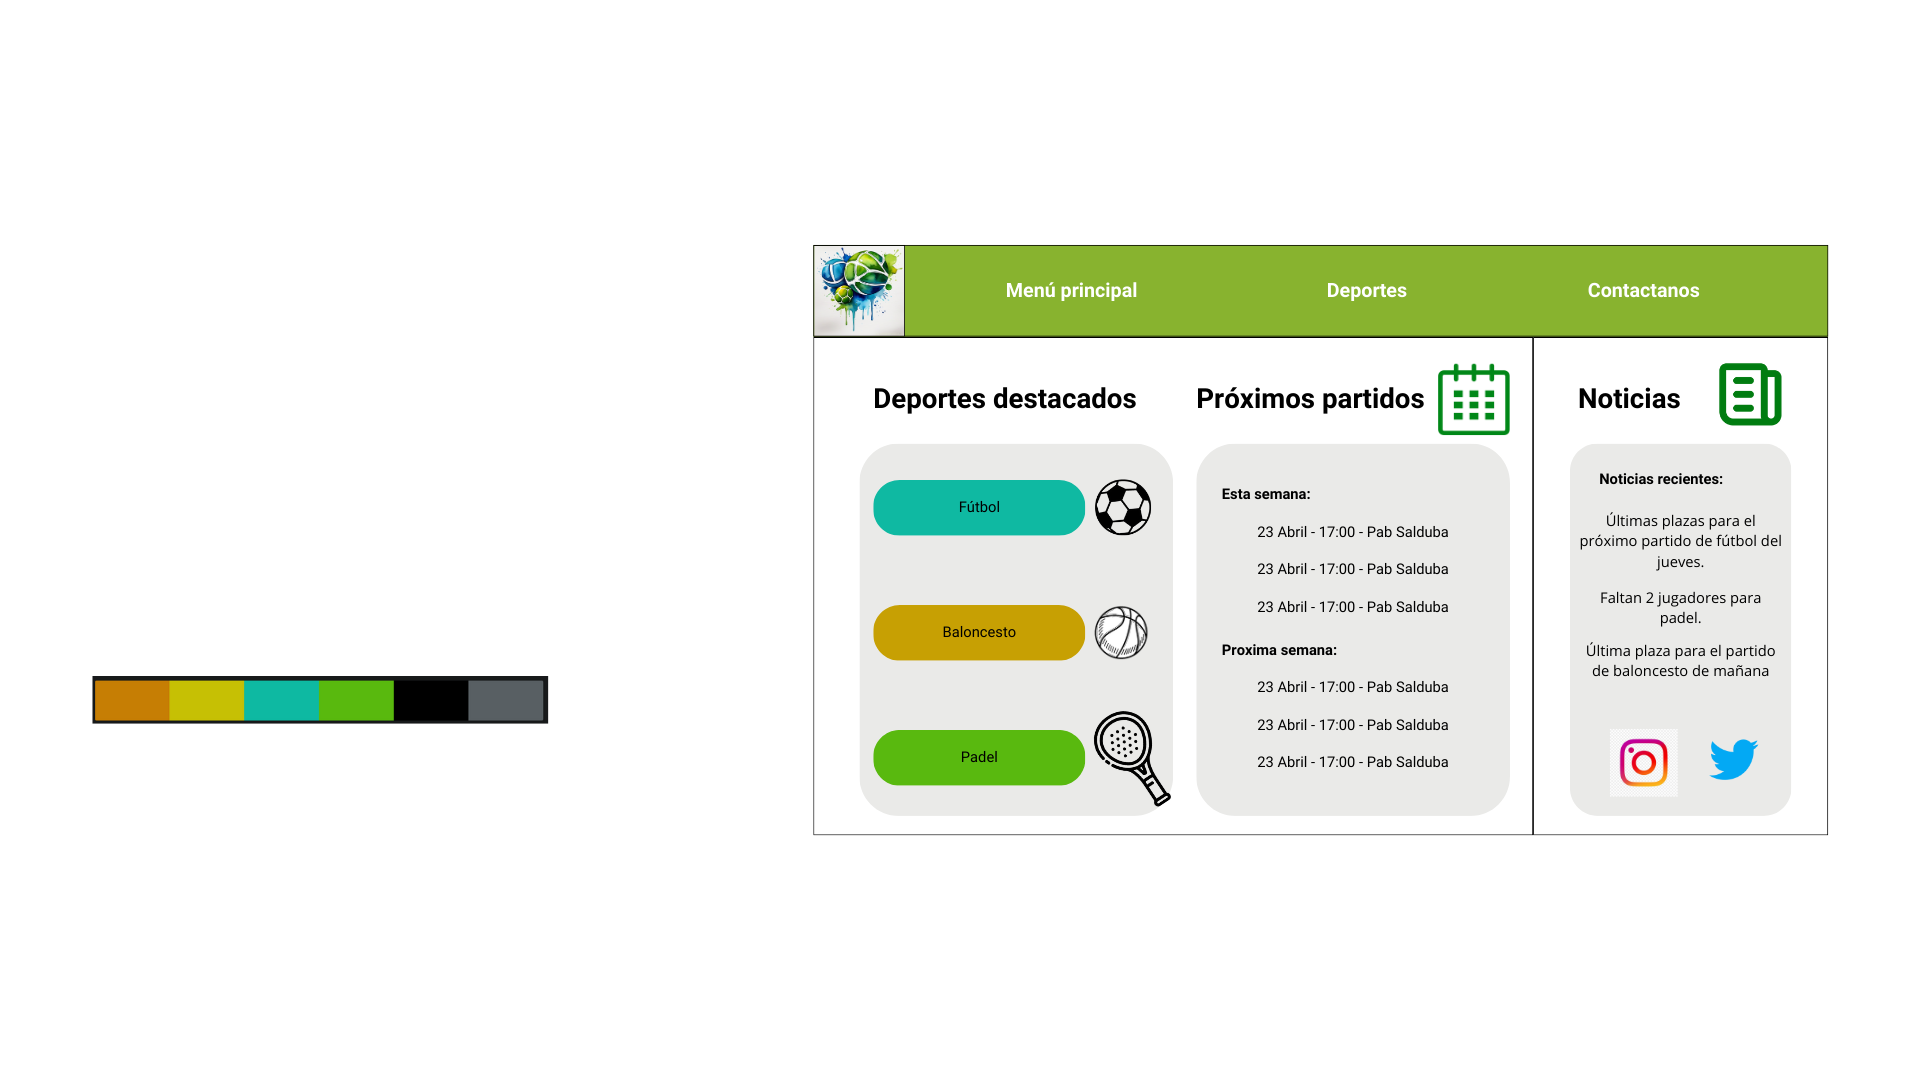 Menú principal
Deportes
Contactanos
Deportes destacados
Fútbol
Baloncesto
Padel
Próximos partidos
Esta semana:
23 Abril - 17:00 - Pab Salduba
23 Abril - 17:00 - Pab Salduba
23 Abril - 17:00 - Pab Salduba
Proxima semana:
23 Abril - 17:00 - Pab Salduba
23 Abril - 17:00 - Pab Salduba
23 Abril - 17:00 - Pab Salduba
Noticias
Noticias recientes:
Últimas plazas para el
próximo partido de fútbol del
jueves.
Faltan 2 jugadores para
padel.
Última plaza para el partido
de baloncesto de mañana